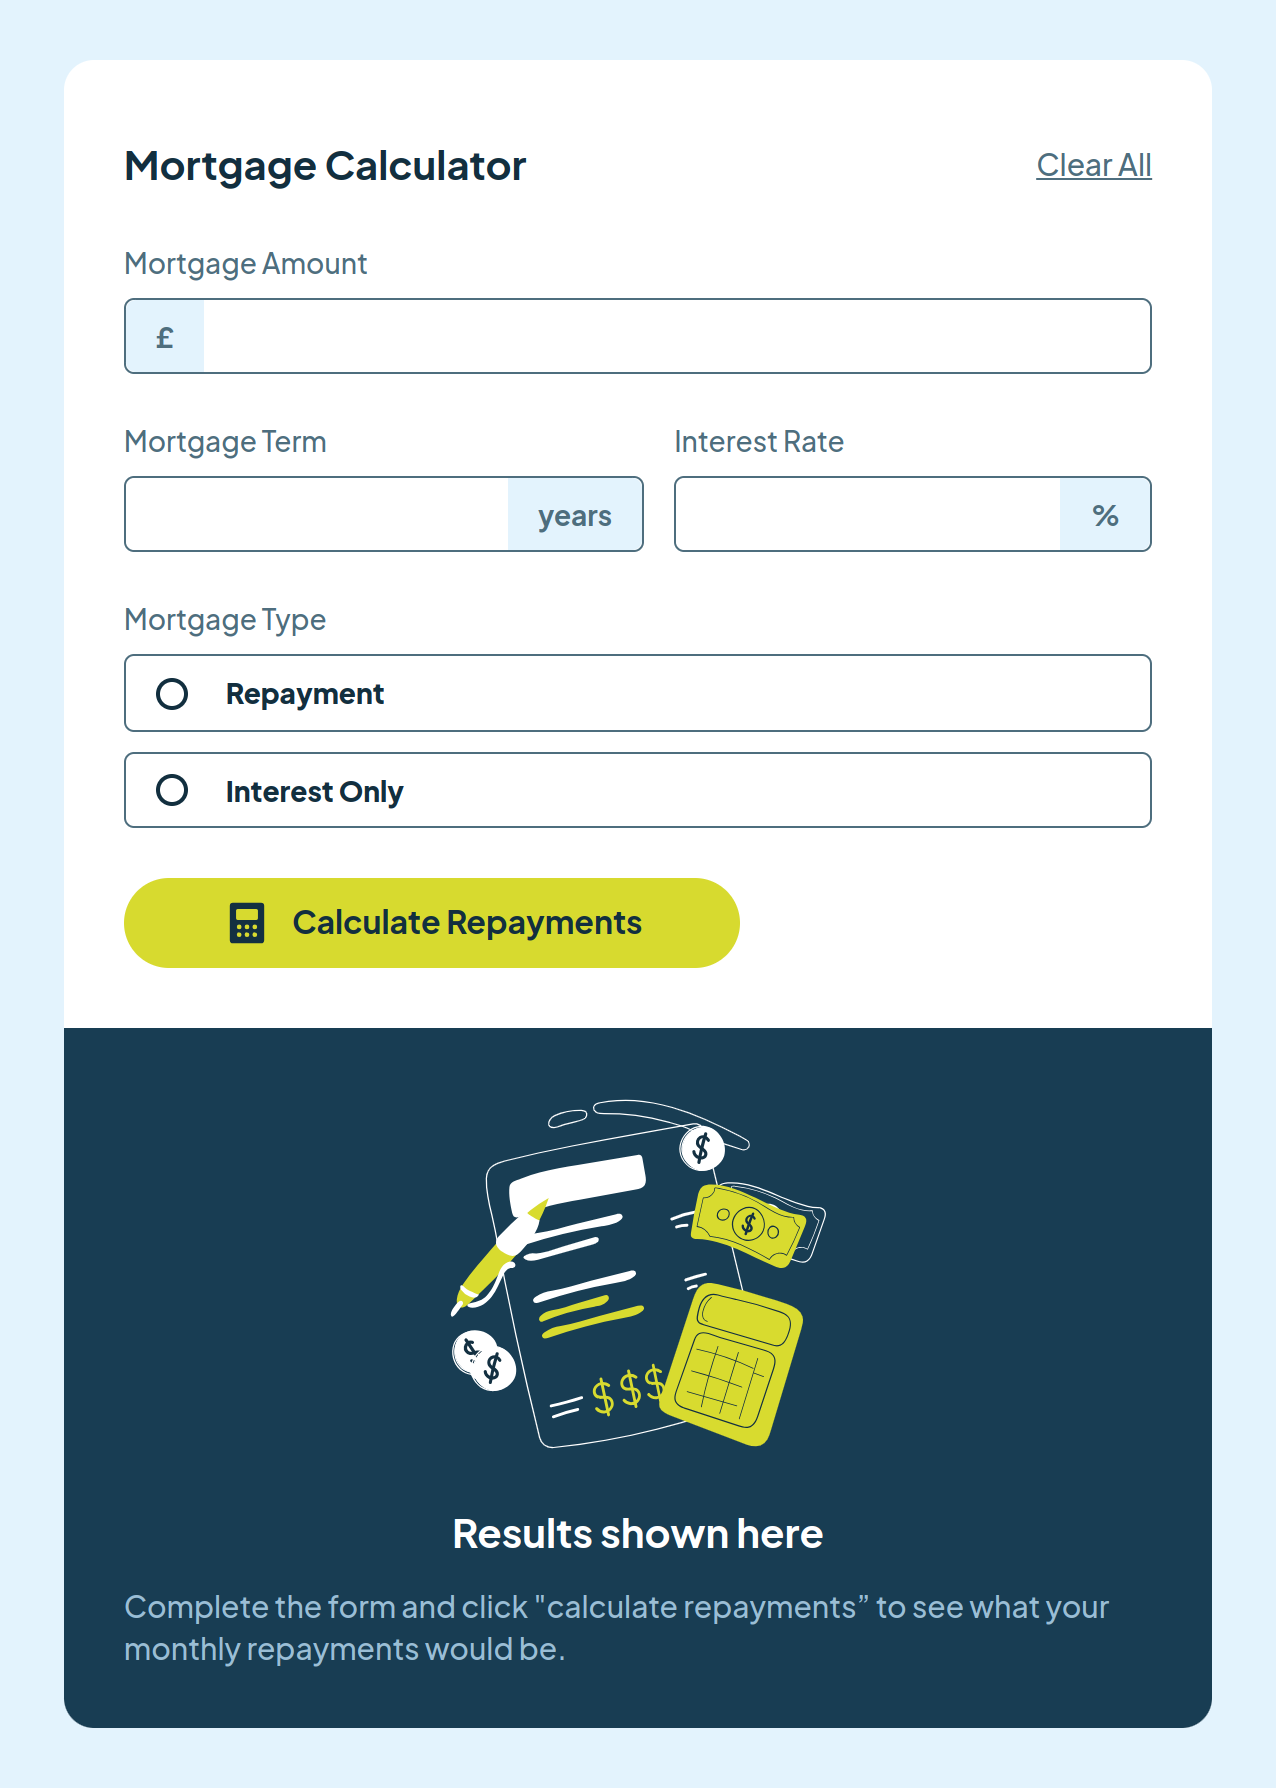 Mortgage Calculator
Clear All
Mortgage Amount
£
Mortgage Term
Interest Rate
years
%
Mortgage Type
Repayment
Interest Only
Calculate Repayments
$
$
$
$
$$$
Results shown here
Complete the form and click "calculate repayments” to see what your
monthly repayments would be.